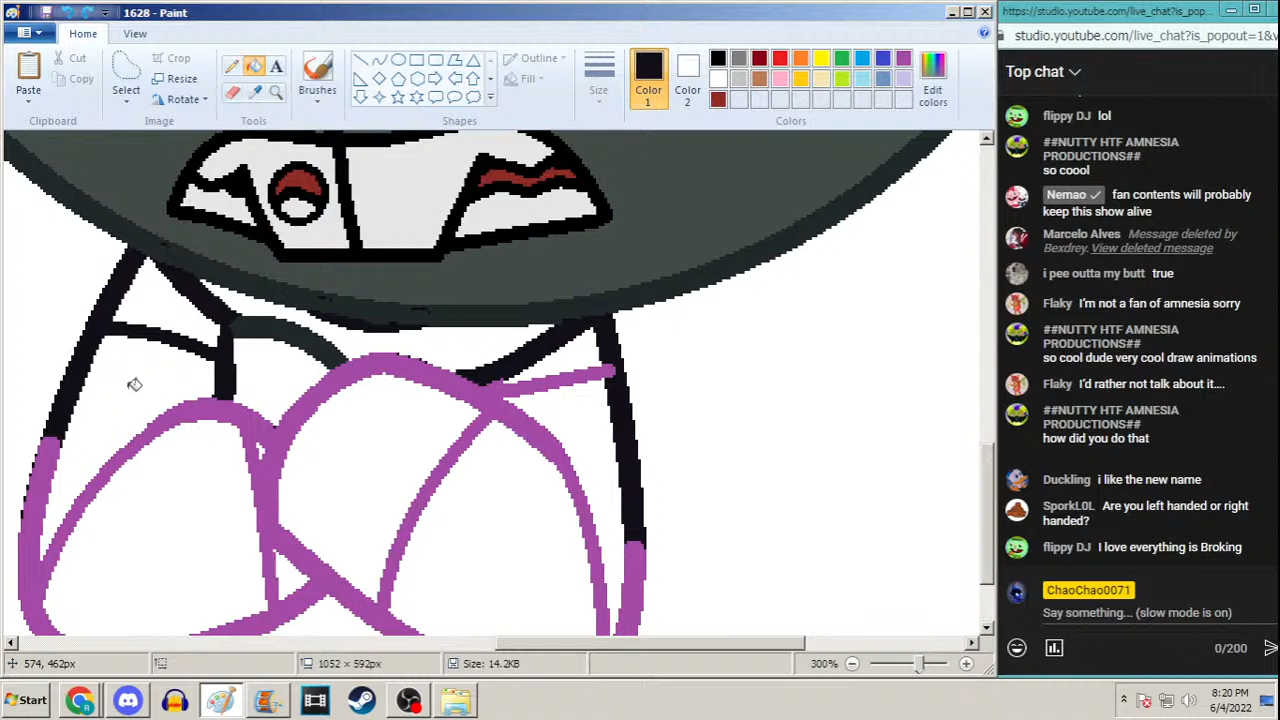 1628 - Paint
Home View
Paste
Cut
Copy
Clipboard
Select
Crop
Resize
Rotate
Image
A
Tools
Brushes
Outline
Fill
Shapes
Size
Color
1
Color
2
Edit
colors
Colors
574, 462px
1052 × 592px
Size: 14.2KB
300%
Start
8:20 PM
6/4/2022
https://studio.youtube.com/live_chat?is_pop...
studio.youtube.com/live_chat?is_popout=1&v
Top chat
flippy DJ lol
##NUTTY HTF AMNESIA
PRODUCTIONS##
so coool
Nemao ✓ fan contents will probably
keep this show alive
Marcelo Alves Message deleted by
Bexdrey. View deleted message
i pee outta my butt true
Flaky I'm not a fan of amnesia sorry
##NUTTY HTF AMNESIA
PRODUCTIONS##
so cool dude very cool draw animations
Flaky I'd rather not talk about it....
##NUTTY HTF AMNESIA
PRODUCTIONS##
how did you do that
Duckling i like the new name
SporkL0L Are you left handed or right
handed?
flippy DJ I love everything is Broking
ChaoChao0071
Say something... (slow mode is on)
0/200